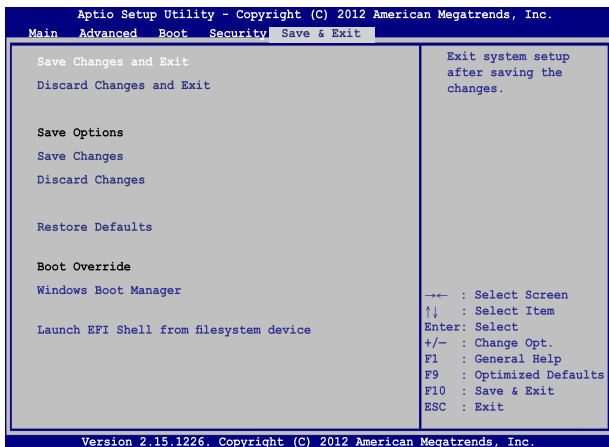 Aptio Setup Utility - Copyright (C) 2012 American Megatrends, Inc.
Main Advanced Boot Security Save & Exit
Save Changes and Exit
Discard Changes and Exit
Save Options
Save Changes
Discard Changes
Restore Defaults
Boot Override
Windows Boot Manager
Launch EFI Shell from filesystem device
Exit system setup
after saving the
changes.
→← : Select Screen
↑↓ : Select Item
Enter: Select
+/— : Change Opt.
F1 : General Help
F9 : Optimized Defaults
F10 : Save & Exit
ESC : Exit
Version 2.15.1226. Copyright (C) 2012 American Megatrends, Inc.